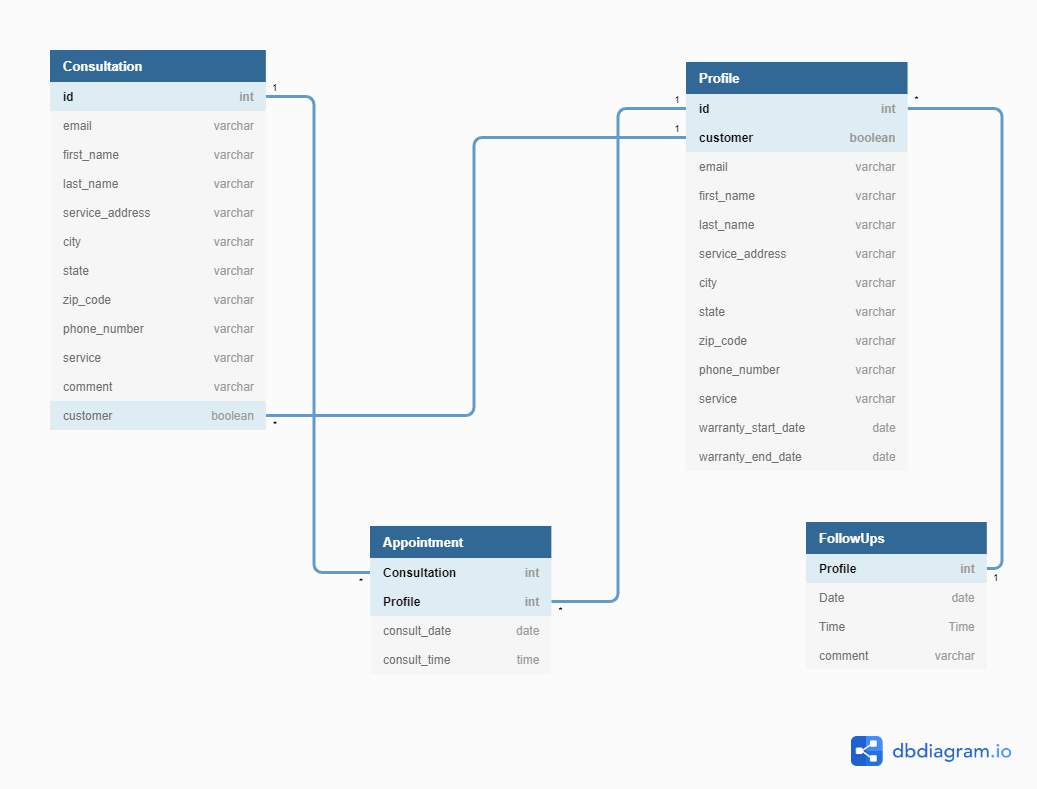 Consultation
1
id int
email varchar
first_name varchar
last_name varchar
service_address varchar
city varchar
state varchar
zip_code varchar
phone_number varchar
service varchar
comment varchar
customer boolean
*
Profile
1
id int
*
1
customer boolean
email varchar
first_name varchar
last_name varchar
service_address varchar
city varchar
state varchar
zip_code varchar
phone_number varchar
service varchar
warranty_start_date date
warranty_end_date date
Appointment
Consultation int
*
Profile int
*
consult_date date
consult_time time
FollowUps
Profile int
1
Date date
Time Time
comment varchar
dbdiagram.io